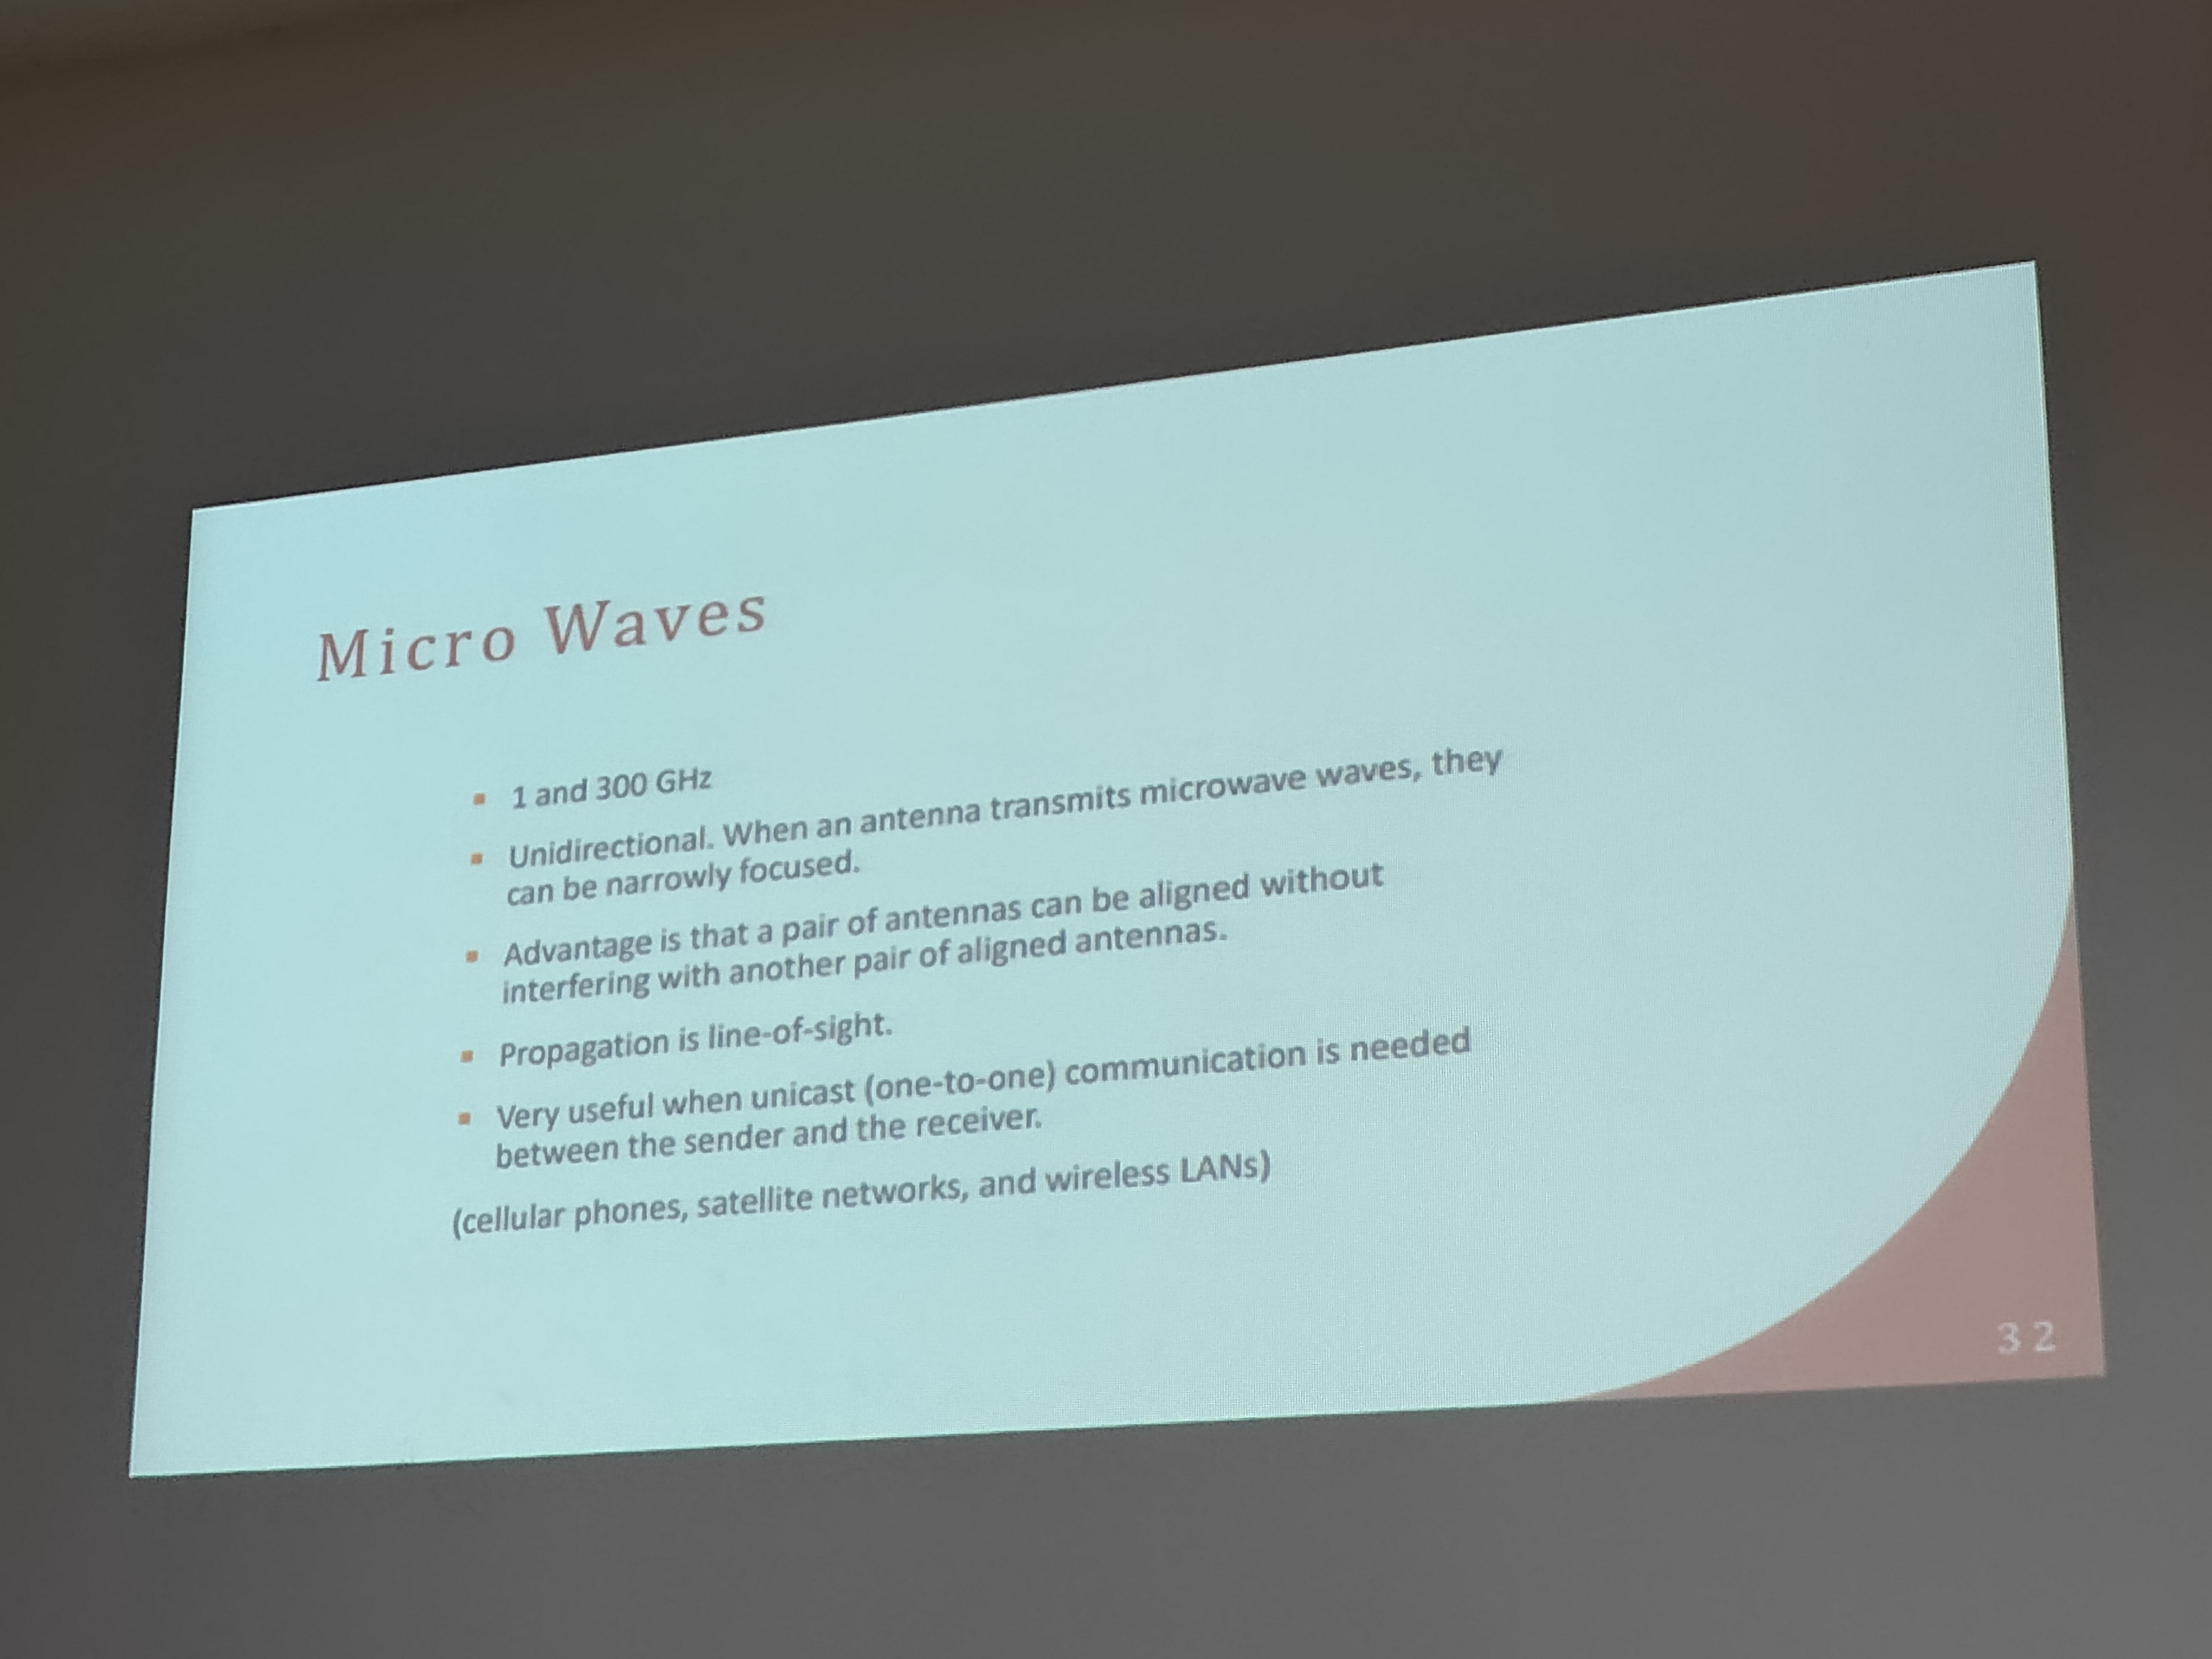 Micro Waves
▪ 1 and 300 GHz
▪ Unidirectional. When an antenna transmits microwave waves, they
can be narrowly focused.
▪ Advantage is that a pair of antennas can be aligned without
interfering with another pair of aligned antennas.
▪ Propagation is line-of-sight.
▪ Very useful when unicast (one-to-one) communication is needed
between the sender and the receiver.
(cellular phones, satellite networks, and wireless LANs)
32